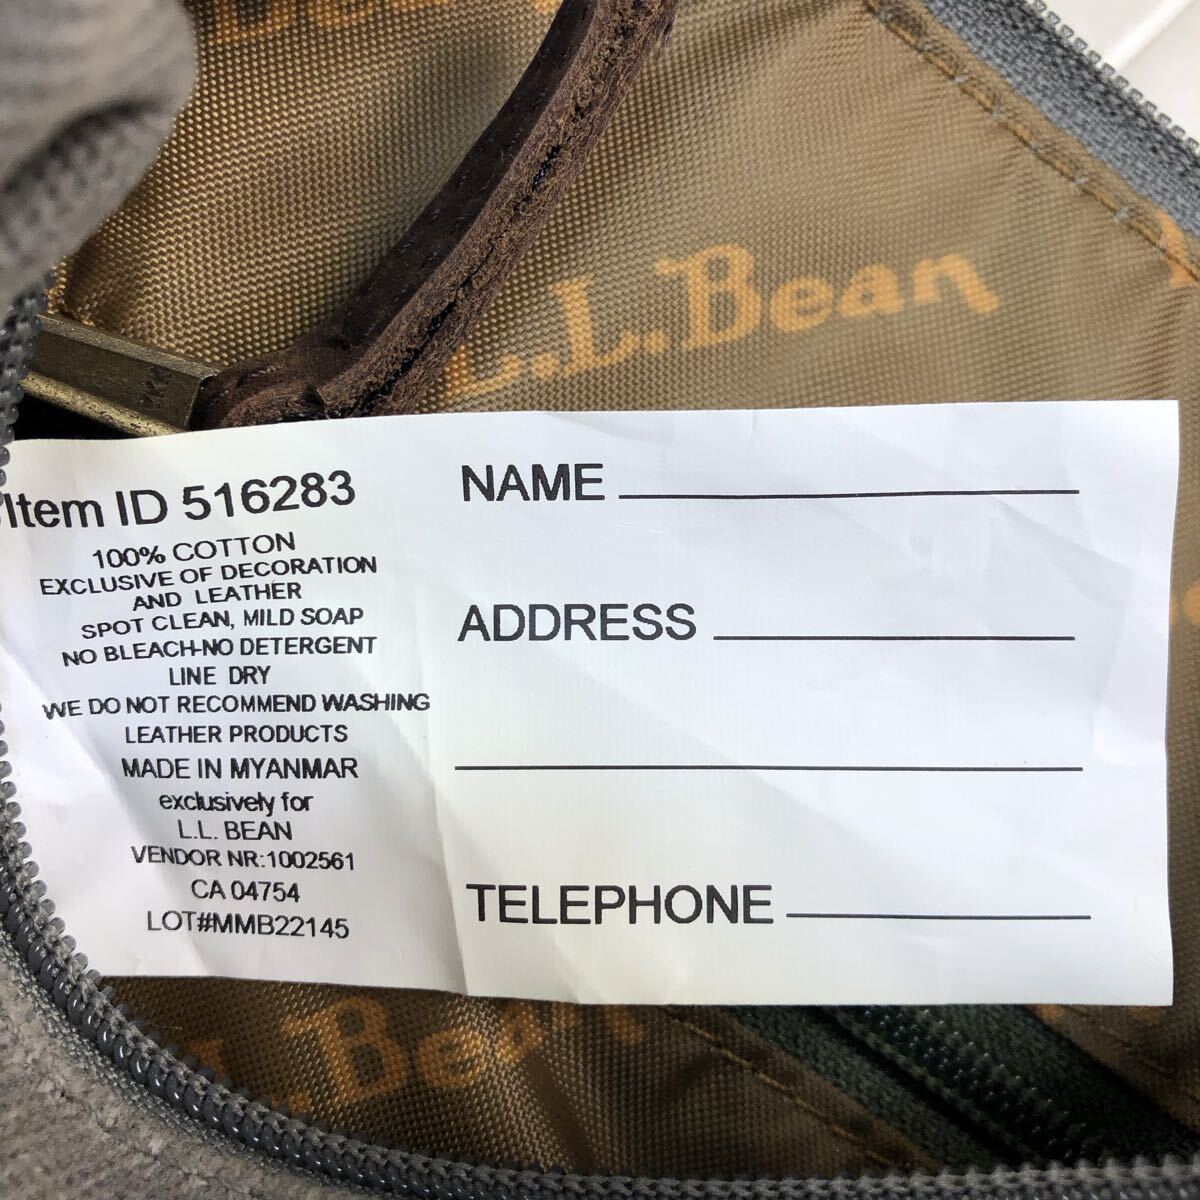 L.L.Bean
Item ID 516283
100% COTTON
EXCLUSIVE OF DECORATION
AND LEATHER
SPOT CLEAN, MILD SOAP
NO BLEACH-NO DETERGENT
LINE DRY
WE DO NOT RECOMMEND WASHING
LEATHER PRODUCTS
MADE IN MYANMAR
exclusively for
L.L. BEAN
VENDOR NR:1002561
CA 04754
LOT#MMB22145
NAME
ADDRESS
TELEPHONE
L.Bean